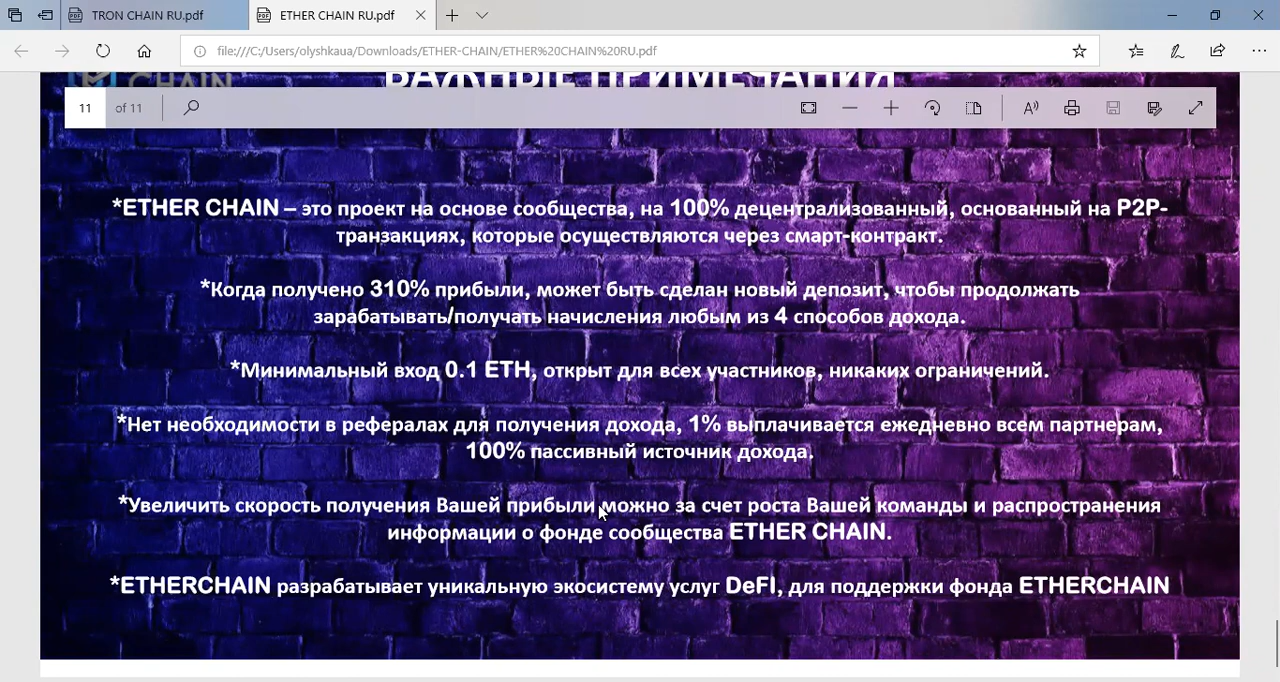 TRON CHAIN RU.pdf
ETHER CHAIN RU.pdf
file:///C:/Users/olyshkaua/Downloads/ETHER-CHAIN/ETHER%20CHAIN%20RU.pdf
CHAIN
ВАЖНЫЕ ПРИМЕЧАНИЯ
11 of 11
*ETHER CHAIN – это проект на основе сообщества, на 100% децентрализованный, основанный на P2P-
транзакциях, которые осуществляются через смарт-контракт.
*Когда получено 310% прибыли, может быть сделан новый депозит, чтобы продолжать
зарабатывать/получать начисления любым из 4 способов дохода.
*Минимальный вход 0.1 ETH, открыт для всех участников, никаких ограничений.
*Нет необходимости в рефералах для получения дохода, 1% выплачивается ежедневно всем партнерам,
100% пассивный источник дохода.
*Увеличить скорость получения Вашей прибыли можно за счет роста Вашей команды и распространения
информации о фонде сообщества ETHER CHAIN.
*ETHERCHAIN разрабатывает уникальную экосистему услуг DeFI, для поддержки фонда ETHERCHAIN